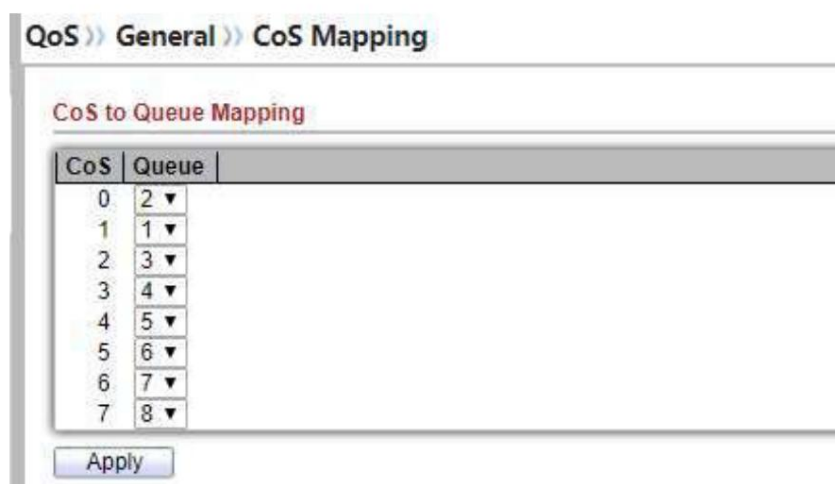 QoS » General » CoS Mapping
CoS to Queue Mapping
CoS Queue
0 2
1 1
2 3
3 4
4 5
5 6
6 7
7 8
Apply